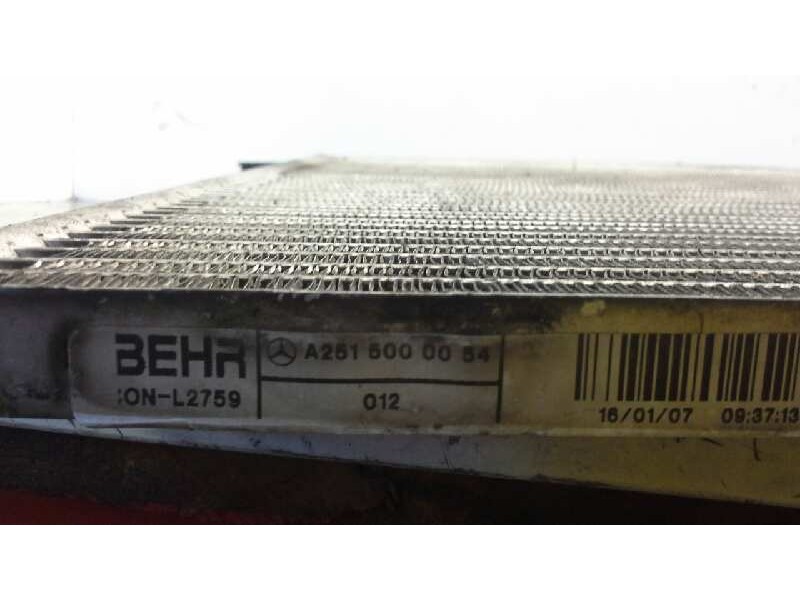 BEHR
A251 500 00 54
:ON-L2759
012
16/01/07 09:37:13